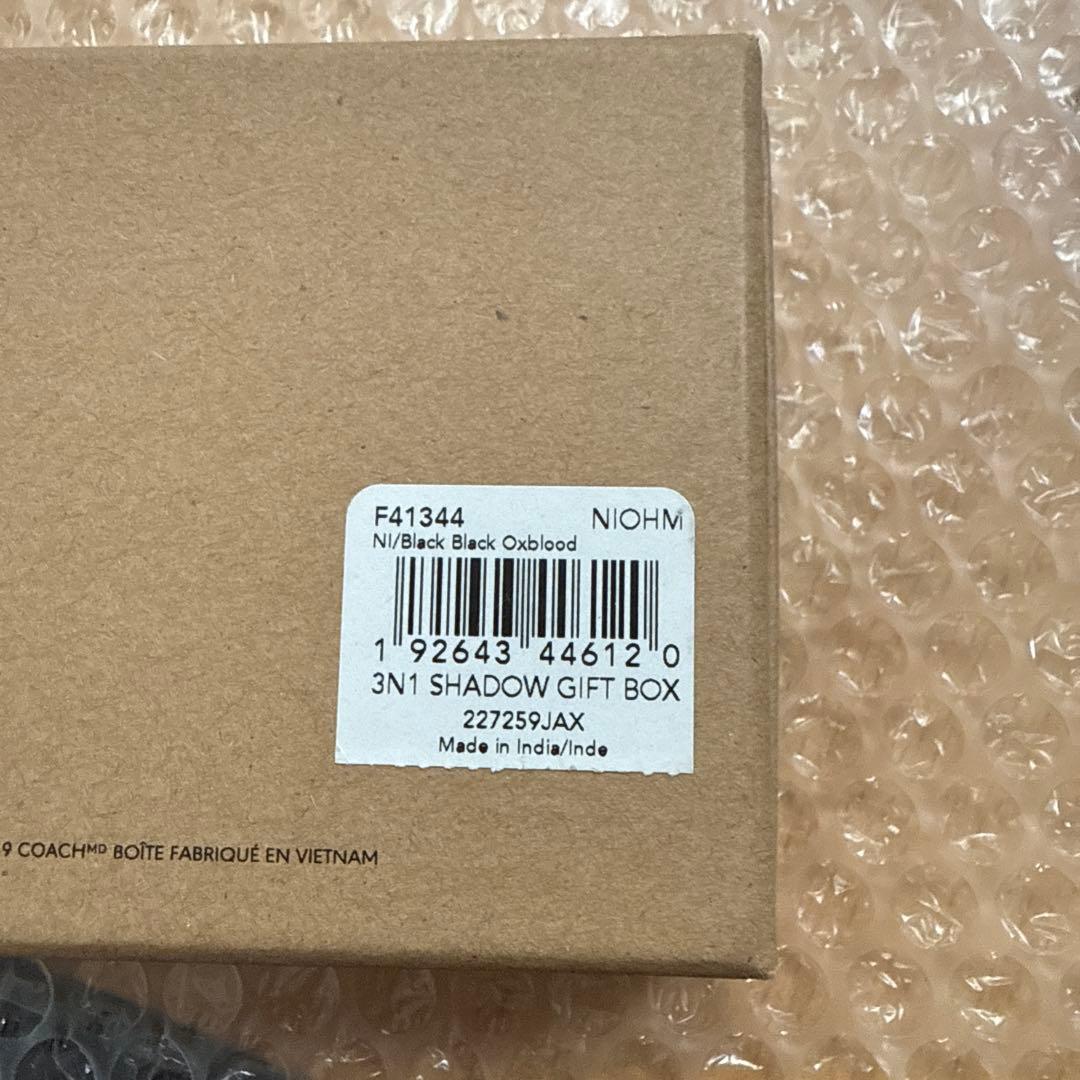 F41344 NIOHM
NI/Black Black Oxblood
1 92643 44612 0
3N1 SHADOW GIFT BOX
227259JAX
Made in India/Inde
9 COACHᴹᴰ BOÎTE FABRIQUÉ EN VIETNAM